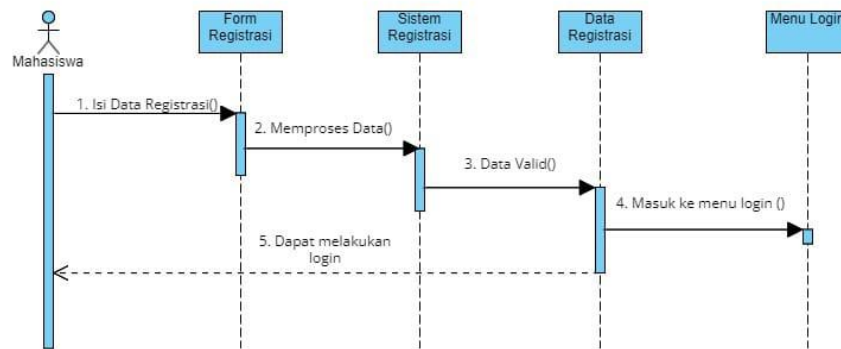 Form
Registrasi
Sistem
Registrasi
Data
Registrasi
Menu Login
Mahasiswa
1. Isi Data Registrasi()
2. Memproses Data()
3. Data Valid()
4. Masuk ke menu login ()
5. Dapat melakukan
login